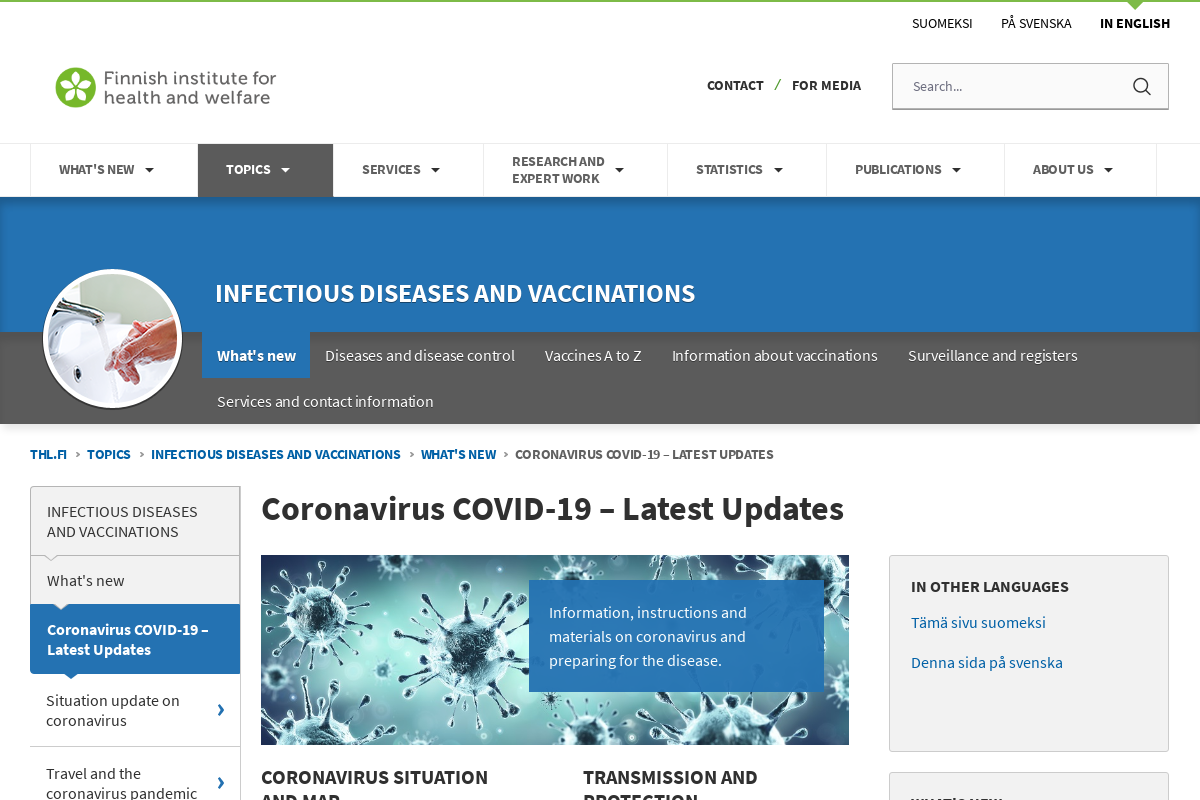 SUOMEKSI PÅ SVENSKA IN ENGLISH
Finnish institute for
health and welfare
CONTACT / FOR MEDIA
Search...
WHAT'S NEW TOPICS SERVICES RESEARCH AND EXPERT WORK STATISTICS PUBLICATIONS ABOUT US
INFECTIOUS DISEASES AND VACCINATIONS
What's new Diseases and disease control Vaccines A to Z Information about vaccinations Surveillance and registers
Services and contact information
THL.FI > TOPICS > INFECTIOUS DISEASES AND VACCINATIONS > WHAT'S NEW > CORONAVIRUS COVID-19 – LATEST UPDATES
INFECTIOUS DISEASES
AND VACCINATIONS
What's new
Coronavirus COVID-19 –
Latest Updates
Situation update on
coronavirus
Travel and the
coronavirus pandemic
Coronavirus COVID-19 – Latest Updates
Information, instructions and
materials on coronavirus and
preparing for the disease.
CORONAVIRUS SITUATION
AND MAP
TRANSMISSION AND
PROTECTION
IN OTHER LANGUAGES
Tämä sivu suomeksi
Denna sida på svenska
WHAT'S NEW